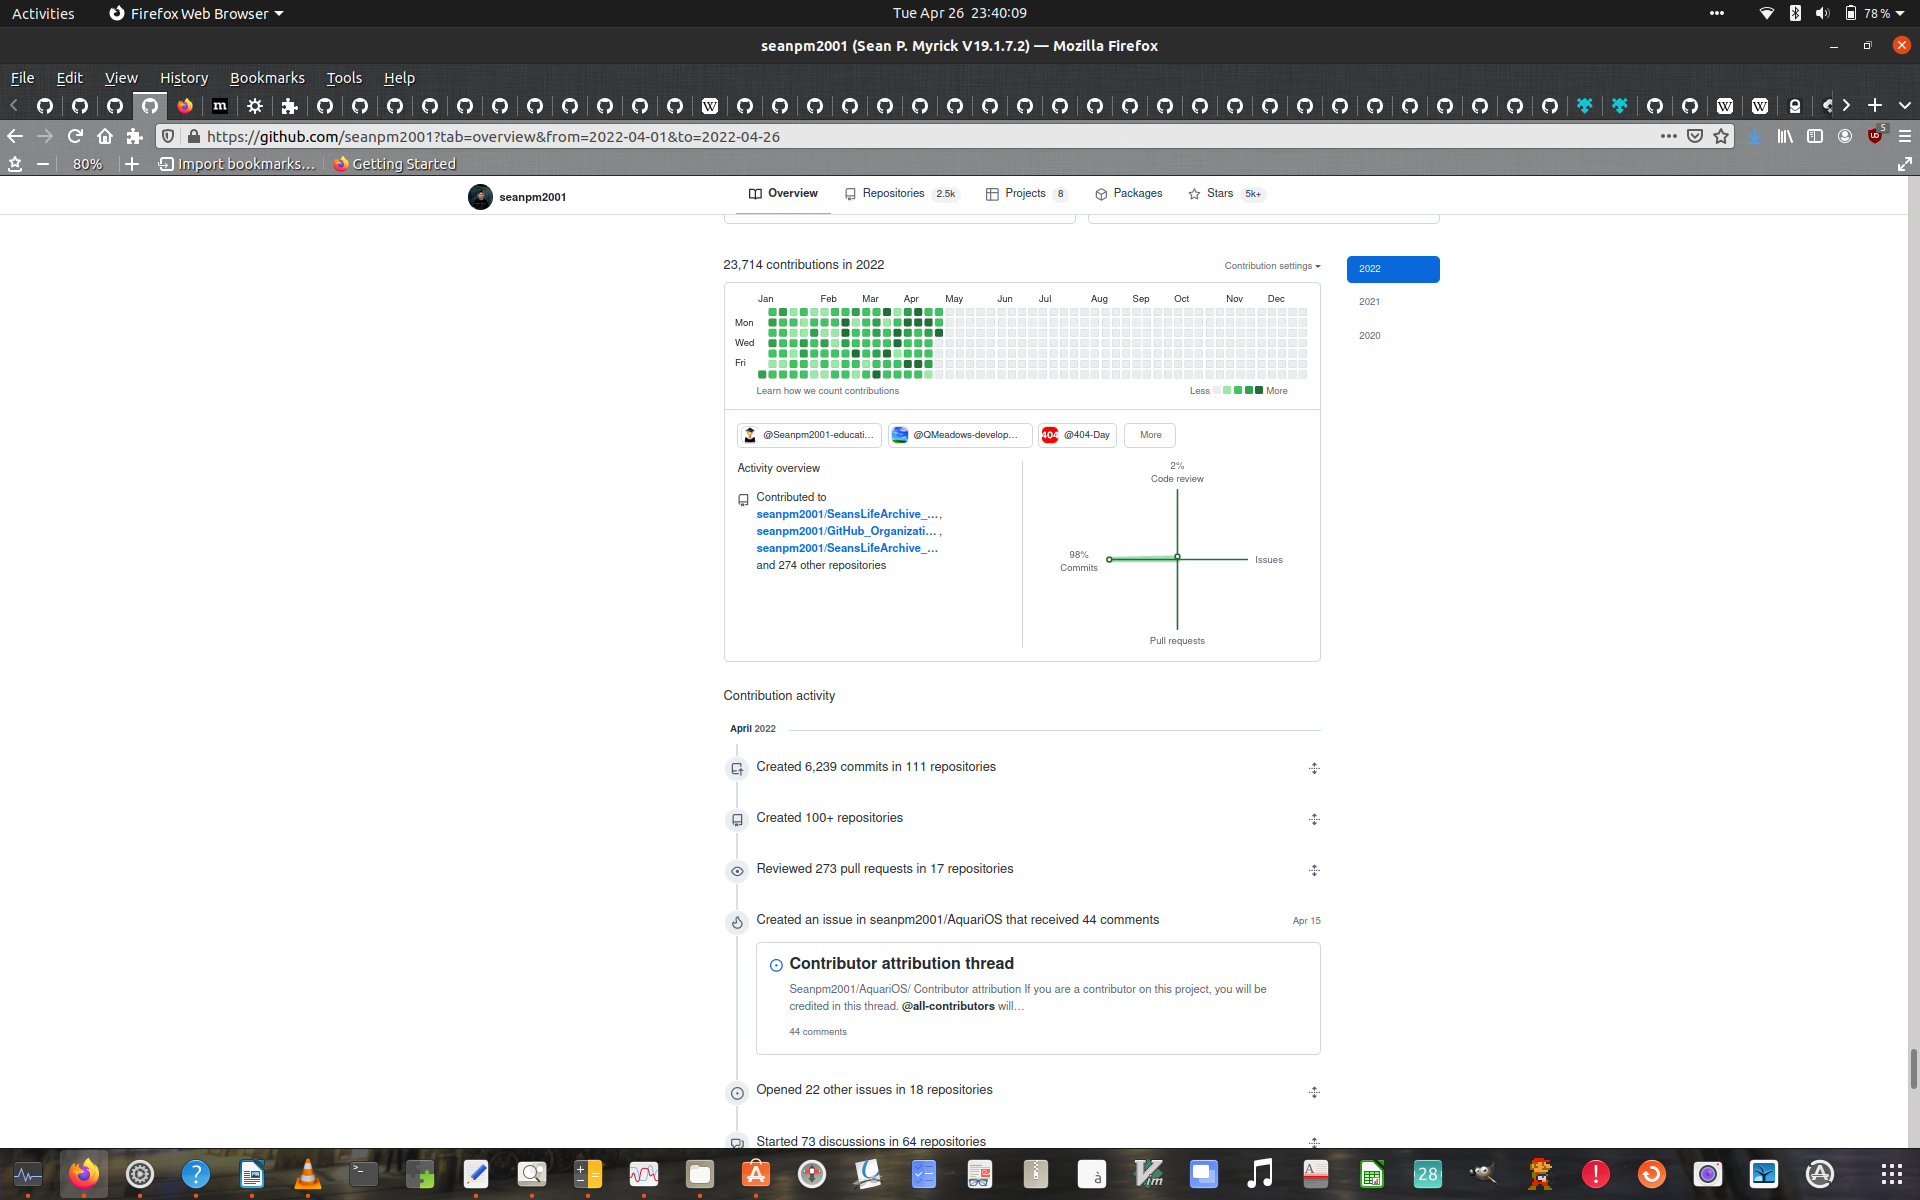 Activities
Firefox Web Browser
Tue Apr 26 23:40:09
78 %
seanpm2001 (Sean P. Myrick V19.1.7.2) — Mozilla Firefox
File Edit View History Bookmarks Tools Help
https://github.com/seanpm2001?tab=overview&from=2022-04-01&to=2022-04-26
5
80%
Import bookmarks...
Getting Started
seanpm2001
Overview
Repositories 2.5k
Projects 8
Packages
Stars 5k+
23,714 contributions in 2022
Contribution settings
2022
2021
2020
Jan Feb Mar Apr May Jun Jul Aug Sep Oct Nov Dec
Mon
Wed
Fri
Learn how we count contributions
Less More
@Seanpm2001-educati...
@QMeadows-develop...
404 @404-Day
More
Activity overview
Contributed to
seanpm2001/SeansLifeArchive_...,
seanpm2001/GitHub_Organizati... ,
seanpm2001/SeansLifeArchive_...
and 274 other repositories
2%
Code review
98%
Commits
Issues
Pull requests
Contribution activity
April 2022
Created 6,239 commits in 111 repositories
Created 100+ repositories
Reviewed 273 pull requests in 17 repositories
Created an issue in seanpm2001/AquariOS that received 44 comments
Apr 15
Contributor attribution thread
Seanpm2001/AquariOS/ Contributor attribution If you are a contributor on this project, you will be
credited in this thread. @all-contributors will…
44 comments
Opened 22 other issues in 18 repositories
Started 73 discussions in 64 repositories
28